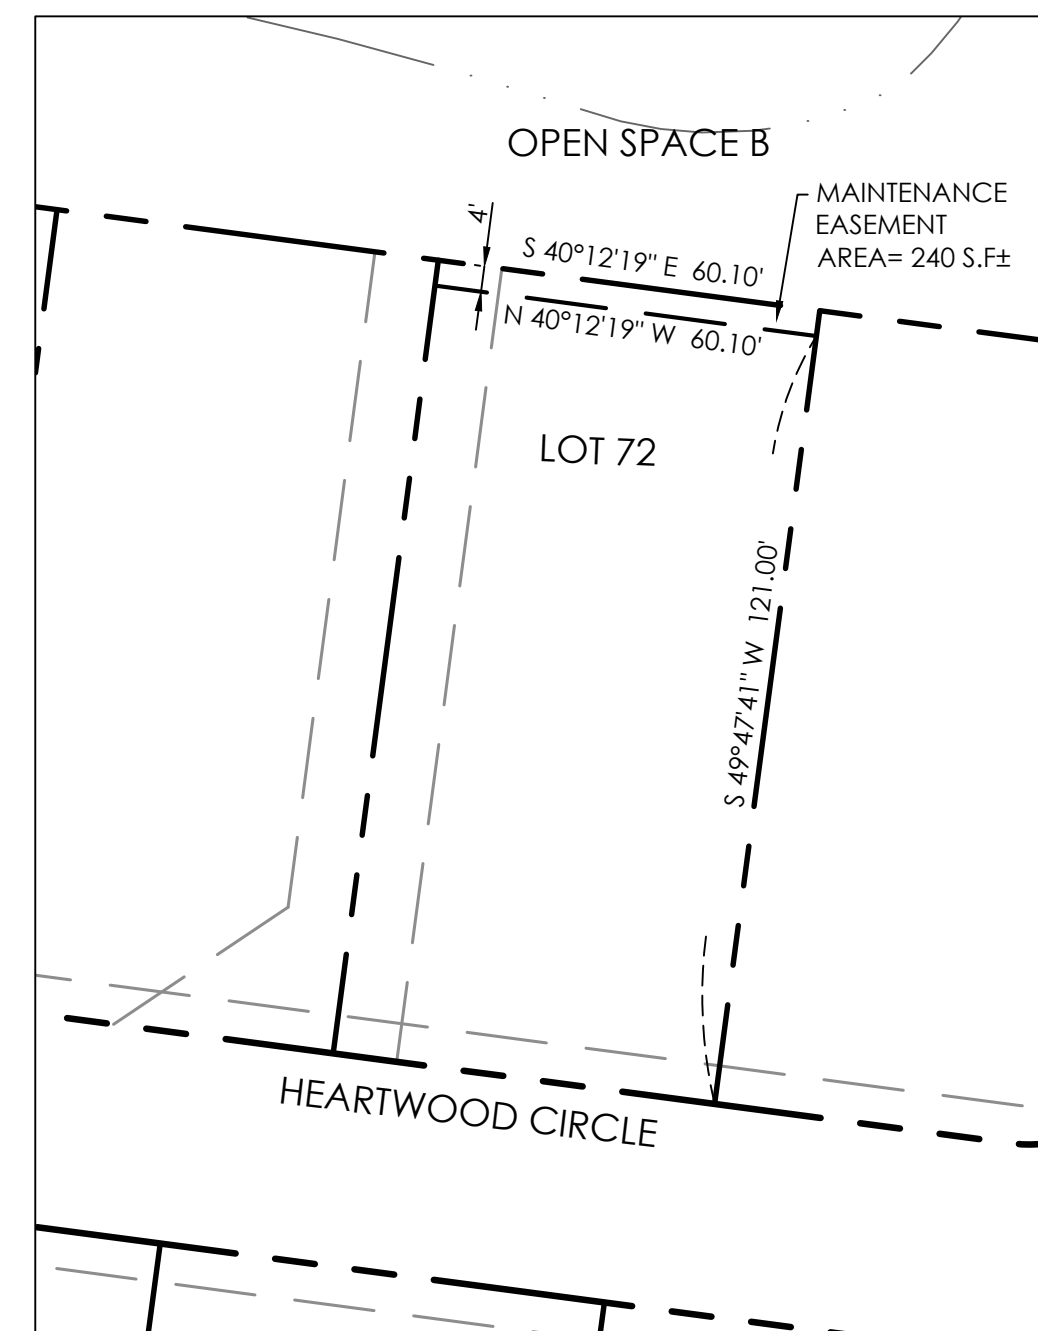 OPEN SPACE B
MAINTENANCE
EASEMENT
AREA= 240 S.F±
4'
S 40°12'19" E 60.10'
N 40°12'19" W 60.10'
LOT 72
S 49°47'41" W 121.00'
HEARTWOOD CIRCLE